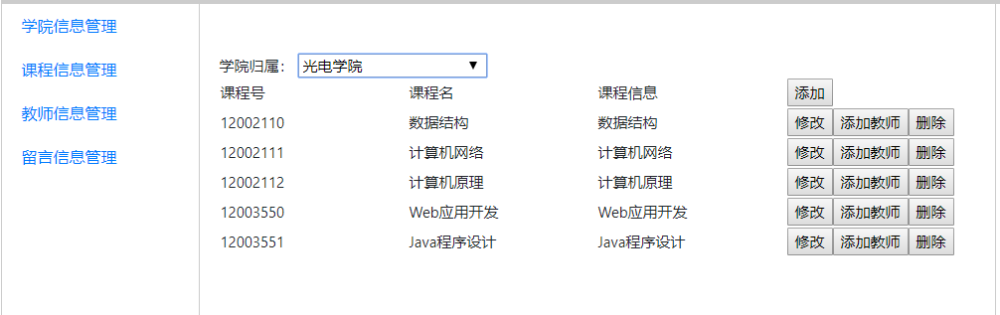 学院信息管理
课程信息管理
教师信息管理
留言信息管理
学院归属： 光电学院 ▼
课程号 课程名 课程信息 添加
12002110 数据结构 数据结构 修改 添加教师 删除
12002111 计算机网络 计算机网络 修改 添加教师 删除
12002112 计算机原理 计算机原理 修改 添加教师 删除
12003550 Web应用开发 Web应用开发 修改 添加教师 删除
12003551 Java程序设计 Java程序设计 修改 添加教师 删除